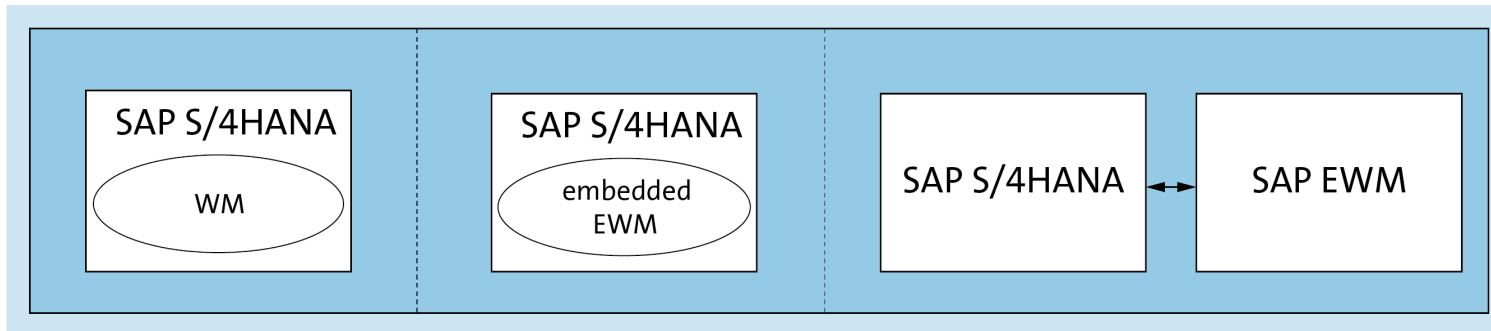 SAP S/4HANA
WM
SAP S/4HANA
embedded
EWM
SAP S/4HANA
SAP EWM